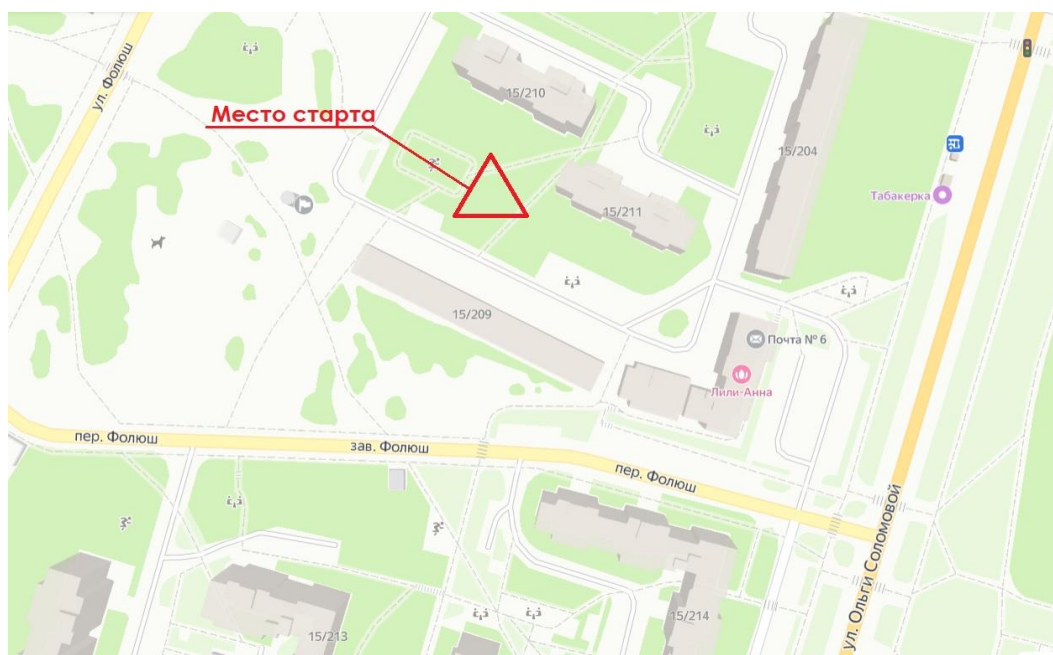 ул. Фолюш
15/210
Место старта
15/204
Табакерка
15/211
15/209
Почта № 6
Лили-Анна
пер. Фолюш
зав. Фолюш
пер. Фолюш
ул. Ольги Соломовой
15/213
15/214